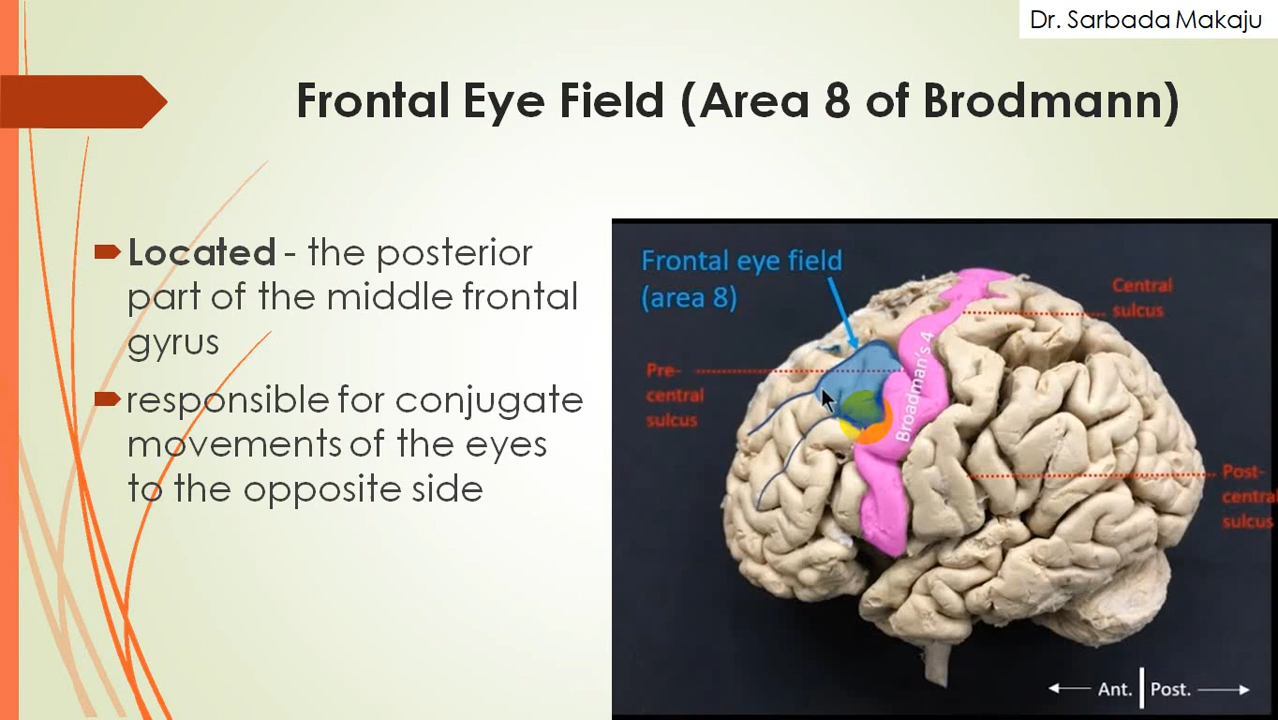 Dr. Sarbada Makaju
Frontal Eye Field (Area 8 of Brodmann)
Located - the posterior
part of the middle frontal
gyrus
responsible for conjugate
movements of the eyes
to the opposite side
Frontal eye field
(area 8)
Central
sulcus
Pre-
central
sulcus
Broadman's 4
Post-
central
sulcus
Ant. Post.